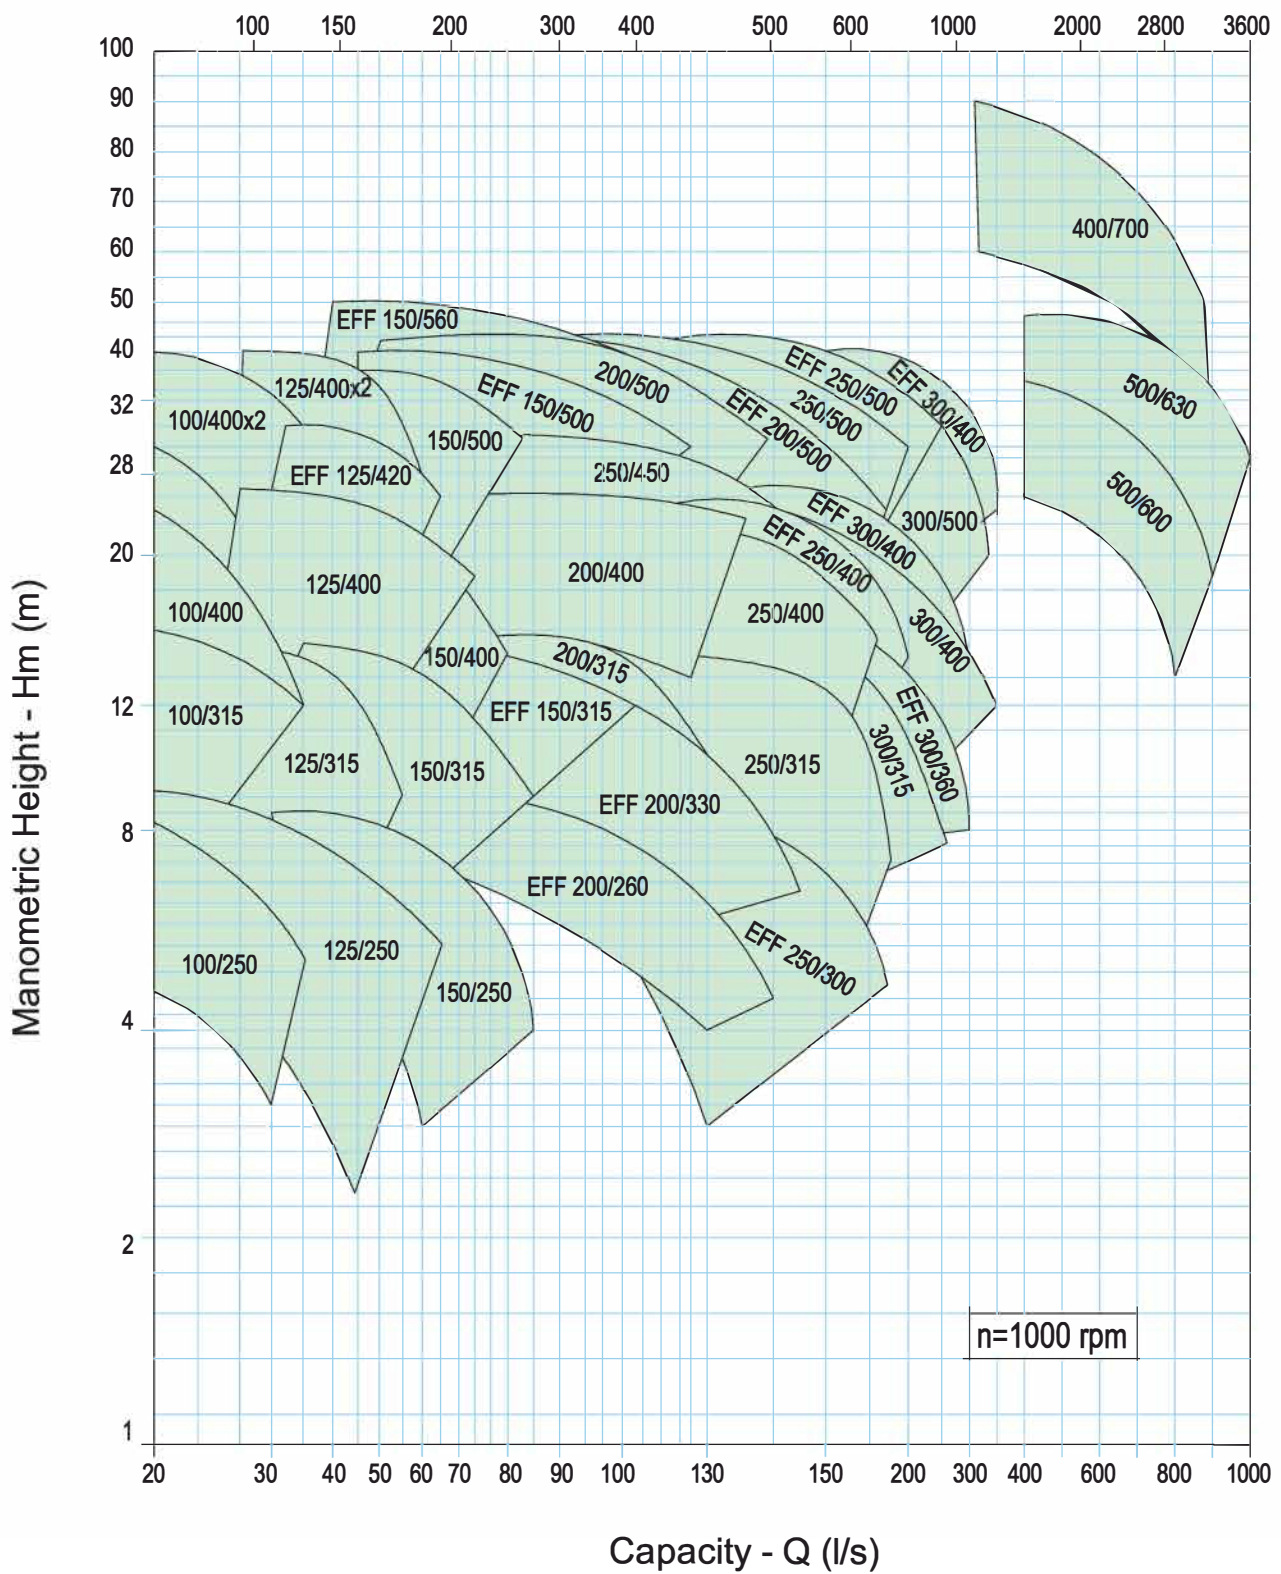 100 150 200 300 400 500 600 1000 2000 2800 3600
100
90
80
70
60
50
40
32
28
20
12
8
4
2
1
Manometric Height - Hm (m)
400/700
EFF 150/560
500/630
500/600
125/400x2
100/400x2
EFF 150/500
200/500
EFF 250/500
250/500
EFF 200/500
EFF 300/400
150/500
EFF 125/420
250/450
300/500
EFF 300/400
EFF 250/400
125/400
200/400
250/400
300/400
100/400
150/400
200/315
EFF 300/360
300/315
100/315
EFF 150/315
125/315
150/315
250/315
EFF 200/330
EFF 200/260
EFF 250/300
100/250
125/250
150/250
n=1000 rpm
20 30 40 50 60 70 80 90 100 130 150 200 300 400 600 800 1000
Capacity - Q (l/s)